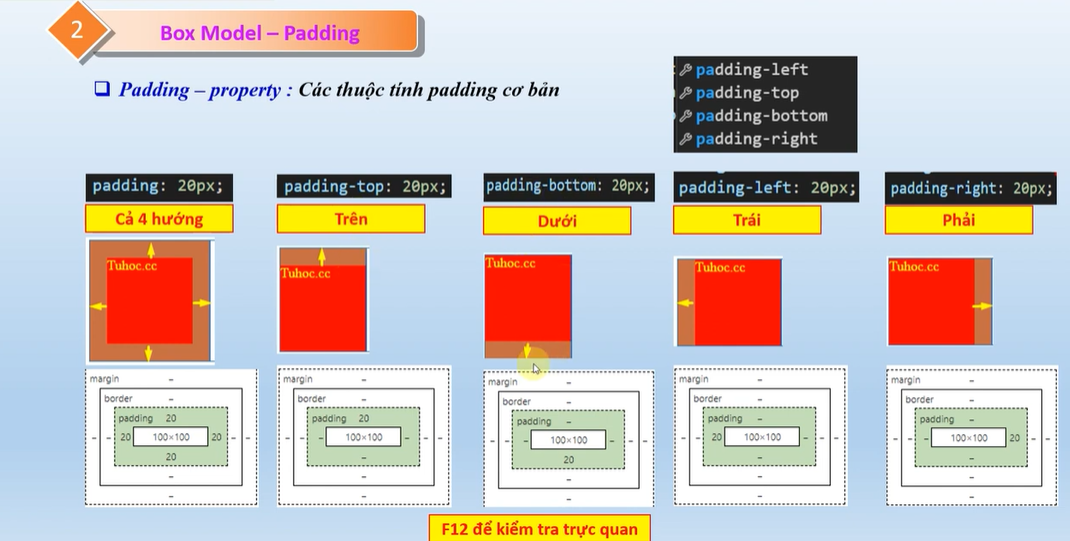 2
Box Model – Padding
Padding – property : Các thuộc tính padding cơ bản
padding-left
padding-top
padding-bottom
padding-right
padding: 20px;
Cả 4 hướng
Tuhoc.cc
margin –
border –
padding 20
– – 20 100×100 20 – –
20
–
–
padding-top: 20px;
Trên
Tuhoc.cc
margin –
border –
padding 20
– – – 100×100 – – –
–
–
–
padding-bottom: 20px;
Dưới
Tuhoc.cc
margin –
border –
padding –
– – – 100×100 – – –
20
–
–
padding-left: 20px;
Trái
Tuhoc.cc
margin –
border –
padding –
– – 20 100×100 – – –
–
–
–
padding-right: 20px;
Phải
Tuhoc.cc
margin –
border –
padding –
– – – 100×100 20 – –
–
–
–
F12 để kiểm tra trực quan